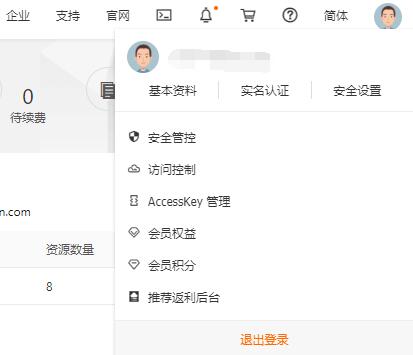 企业 支持 官网 简体
基本资料 实名认证 安全设置
0
待续费
安全管控
访问控制
AccessKey 管理
n.com
会员权益
资源数量
会员积分
8
推荐返利后台
退出登录